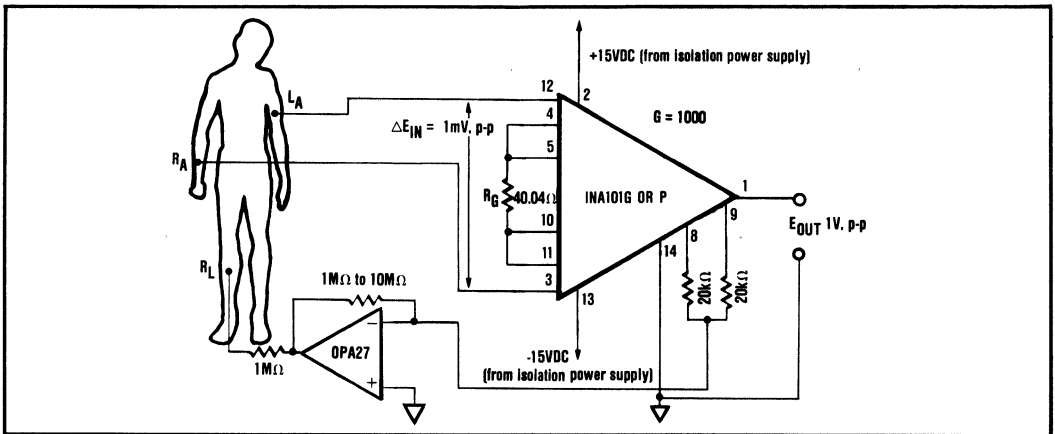 +15VDC (from isolation power supply)
L_A
12
2
G = 1000
4
ΔE_IN = 1mV, p-p
5
R_A
R_G
40.04Ω
INA101G OR P
1
10
9
E_OUT 1V, p-p
8
11
14
R_L
3
1MΩ to 10MΩ
13
20kΩ
20kΩ
−
OPA27
1MΩ
+
-15VDC
(from isolation power supply)